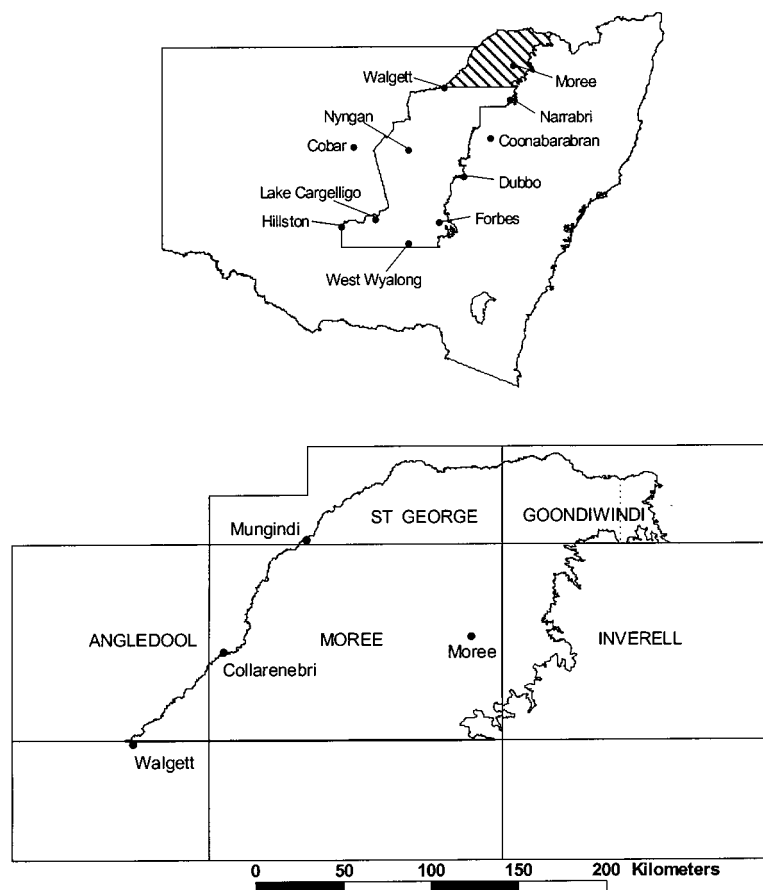 Walgett
Moree
Narrabri
Nyngan
Cobar
Coonabarabran
Dubbo
Lake Cargelligo
Hillston
Forbes
West Wyalong
ST GEORGE
GOONDIWINDI
Mungindi
ANGLEDOOL
MOREE
Moree
INVERELL
Collarenebri
Walgett
0 50 100 150 200 Kilometers